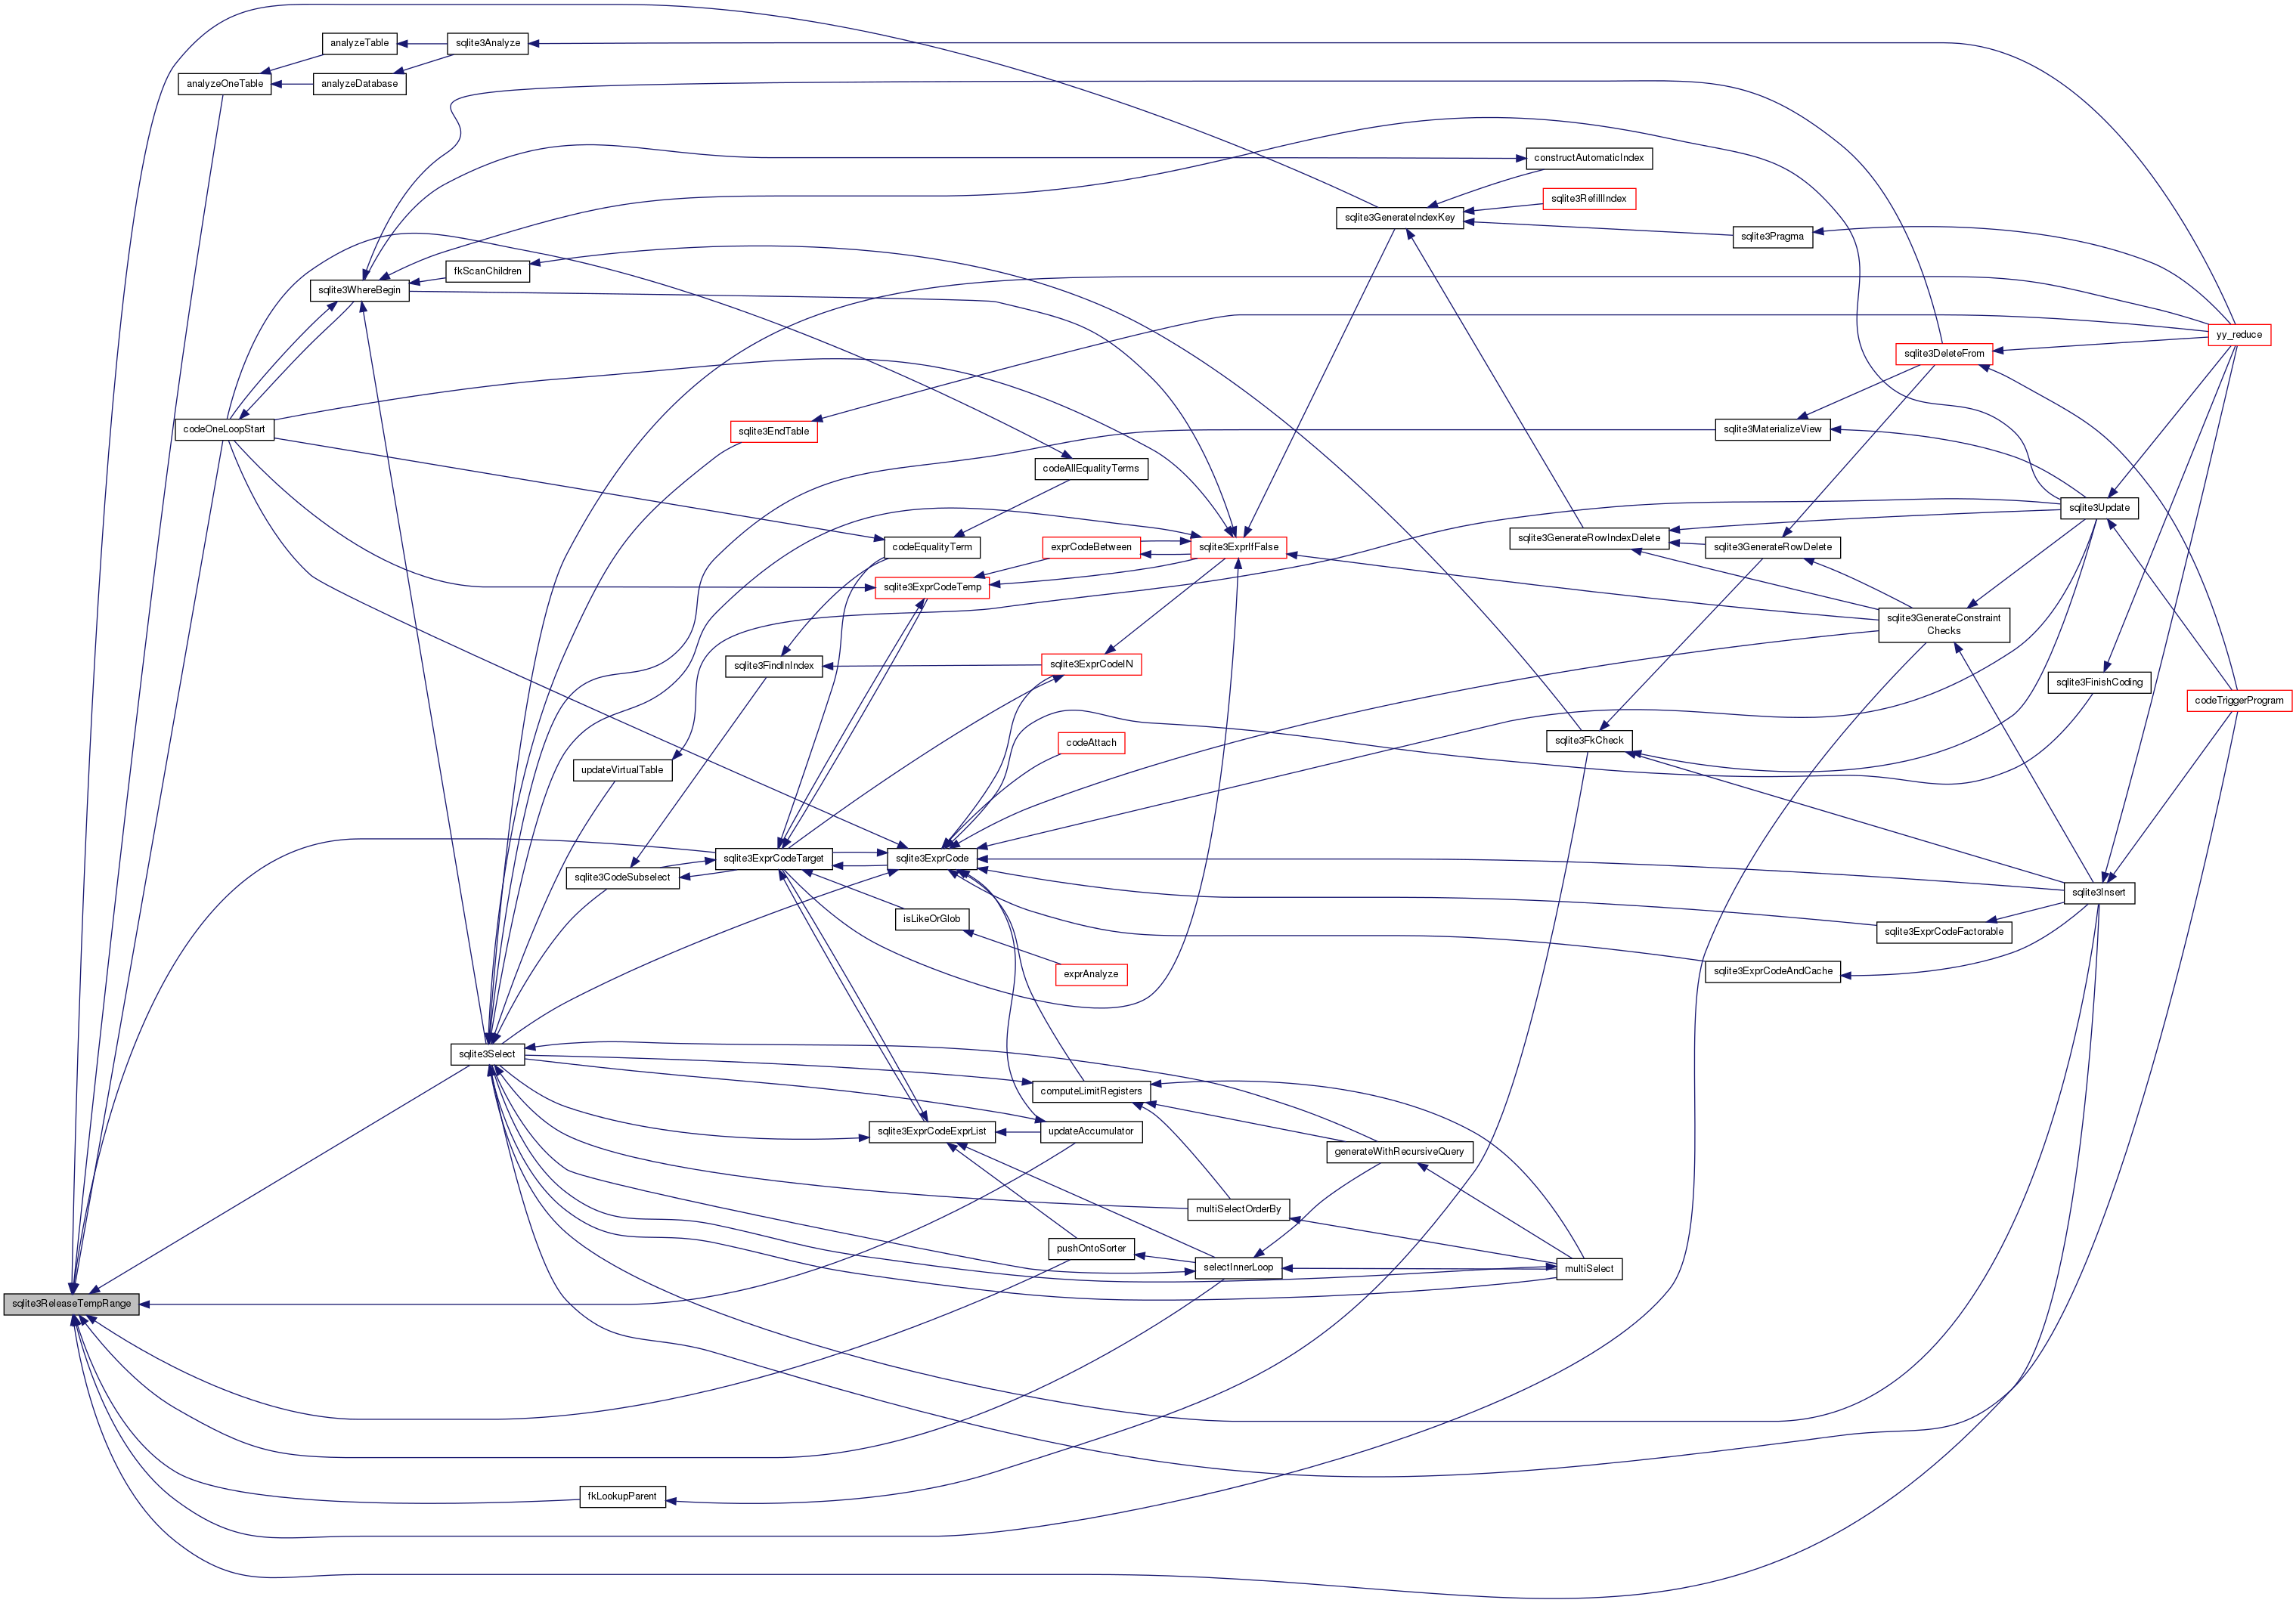 analyzeTable
sqlite3Analyze
analyzeOneTable
analyzeDatabase
constructAutomaticIndex
sqlite3RefillIndex
sqlite3GenerateIndexKey
sqlite3Pragma
fkScanChildren
sqlite3WhereBegin
yy_reduce
sqlite3DeleteFrom
codeOneLoopStart
sqlite3EndTable
sqlite3MaterializeView
codeAllEqualityTerms
sqlite3Update
sqlite3GenerateRowIndexDelete
codeEqualityTerm
exprCodeBetween
sqlite3ExprIfFalse
sqlite3GenerateRowDelete
sqlite3ExprCodeTemp
sqlite3GenerateConstraint
Checks
sqlite3FindInIndex
sqlite3ExprCodeIN
sqlite3FinishCoding
codeTriggerProgram
sqlite3FkCheck
codeAttach
updateVirtualTable
sqlite3ExprCodeTarget
sqlite3ExprCode
sqlite3CodeSubselect
sqlite3Insert
isLikeOrGlob
sqlite3ExprCodeFactorable
exprAnalyze
sqlite3ExprCodeAndCache
sqlite3Select
computeLimitRegisters
sqlite3ExprCodeExprList
updateAccumulator
generateWithRecursiveQuery
multiSelectOrderBy
pushOntoSorter
selectInnerLoop
multiSelect
sqlite3ReleaseTempRange
fkLookupParent